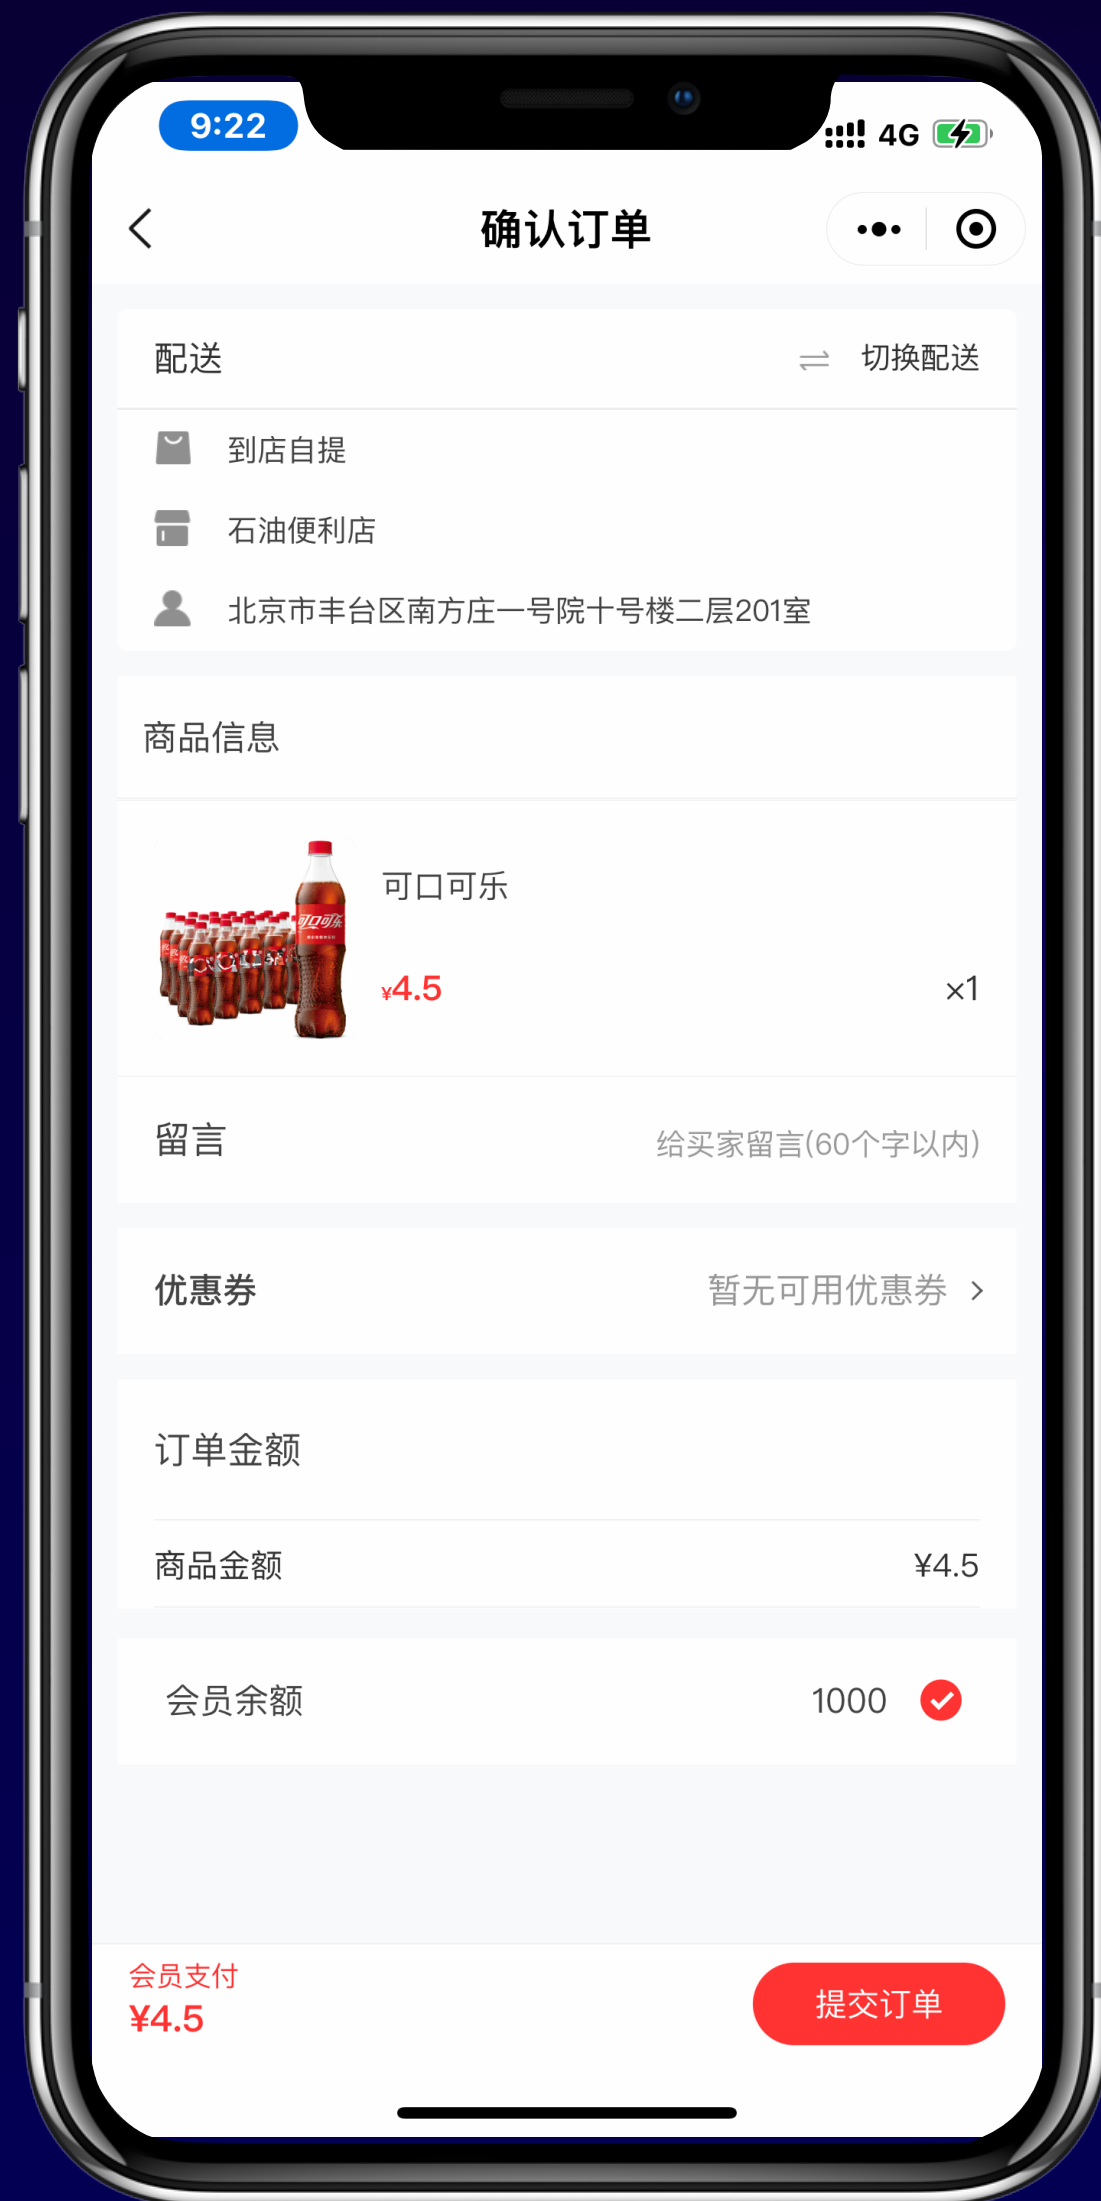 9:22
4G
确认订单
配送
切换配送
到店自提
石油便利店
北京市丰台区南方庄一号院十号楼二层201室
商品信息
可口可乐
可口可乐
¥4.5
×1
留言
给买家留言(60个字以内)
优惠券
暂无可用优惠券
订单金额
商品金额
¥4.5
会员余额
1000
会员支付
¥4.5
提交订单